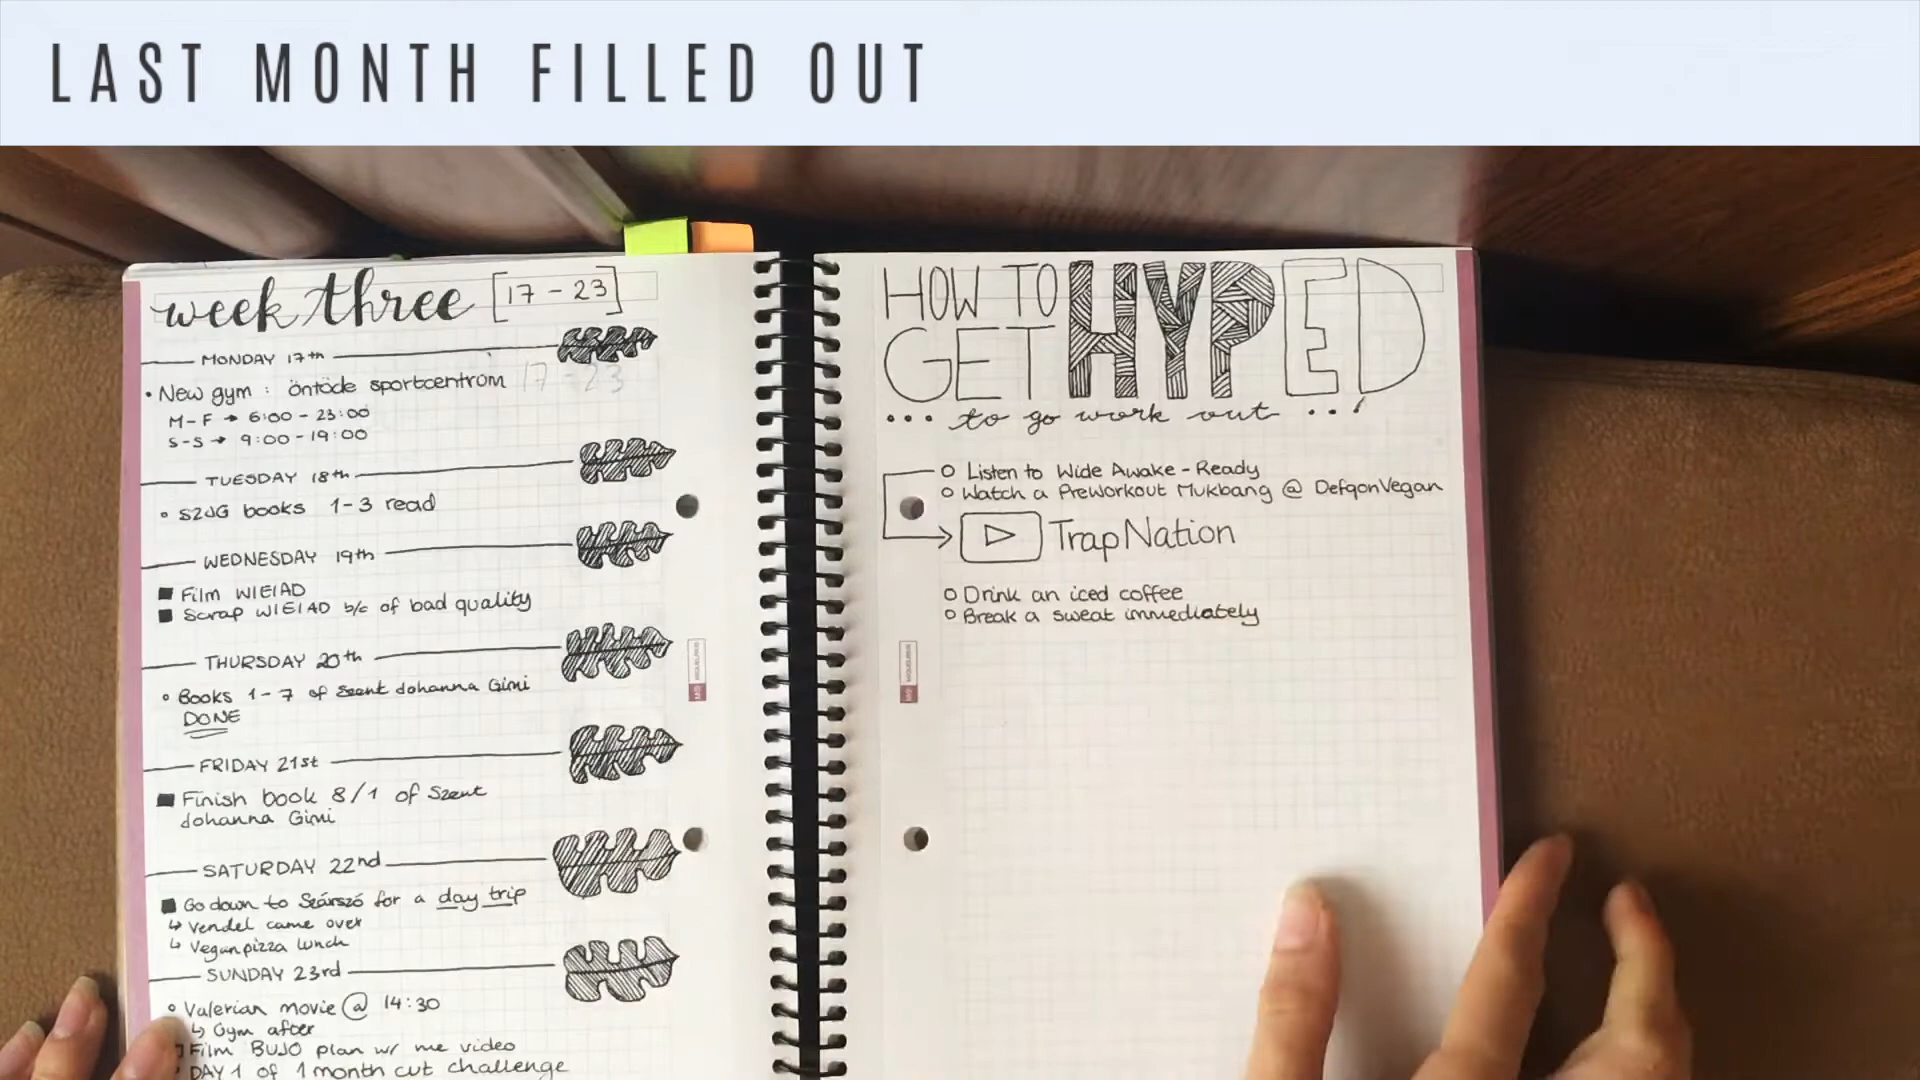 LAST MONTH FILLED OUT
week three [17-23]
MONDAY 17th
• New gym : öntöde sportcentrom
17-23
M-F → 6:00 - 23:00
S-S → 9:00 - 19:00
TUESDAY 18th
S2JG books 1-3 read
WEDNESDAY 19th
Film WIEIAD
Scrap WIEIAD b/c of bad quality
THURSDAY 20th
Books 1-7 of Szent Johanna Gimi
DONE
FRIDAY 21st
Finish book 8/1 of Szent
Johanna Gimi
SATURDAY 22nd
Go down to Szárszó for a day trip
↳ Vendel came over
↳ Vegan pizza lunch
SUNDAY 23rd
Valerian movie @ 14:30
↳ Gym after
Film BUJO plan w/ me video
DAY 1 of 1 month cut challenge
HOW TO
GET HYPED
... to go work out ...
Listen to Wide Awake - Ready
Watch a PreWorkout Mukbang @ DefqonVegan
Trap Nation
Drink an iced coffee
Break a sweat immediately